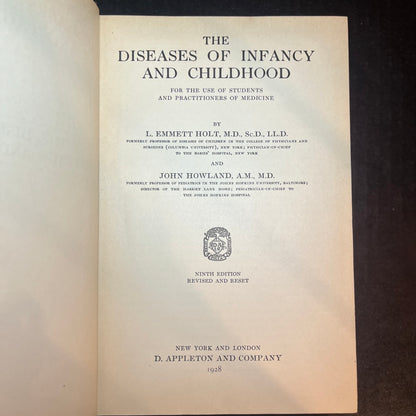 THE
DISEASES OF INFANCY
AND CHILDHOOD
FOR THE USE OF STUDENTS
AND PRACTITIONERS OF MEDICINE
BY
L. EMMETT HOLT, M.D., Sc.D., LL.D.
FORMERLY PROFESSOR OF DISEASES OF CHILDREN IN THE COLLEGE OF PHYSICIANS AND
SURGEONS (COLUMBIA UNIVERSITY), NEW YORK; PHYSICIAN-IN-CHIEF
TO THE BABIES' HOSPITAL, NEW YORK
AND
JOHN HOWLAND, A.M., M.D.
FORMERLY PROFESSOR OF PEDIATRICS IN THE JOHNS HOPKINS UNIVERSITY, BALTIMORE;
DIRECTOR OF THE HARRIET LANE HOME; PEDIATRICIAN-IN-CHIEF TO
THE JOHNS HOPKINS HOSPITAL
NINTH EDITION
REVISED AND RESET
NEW YORK AND LONDON
D. APPLETON AND COMPANY
1928